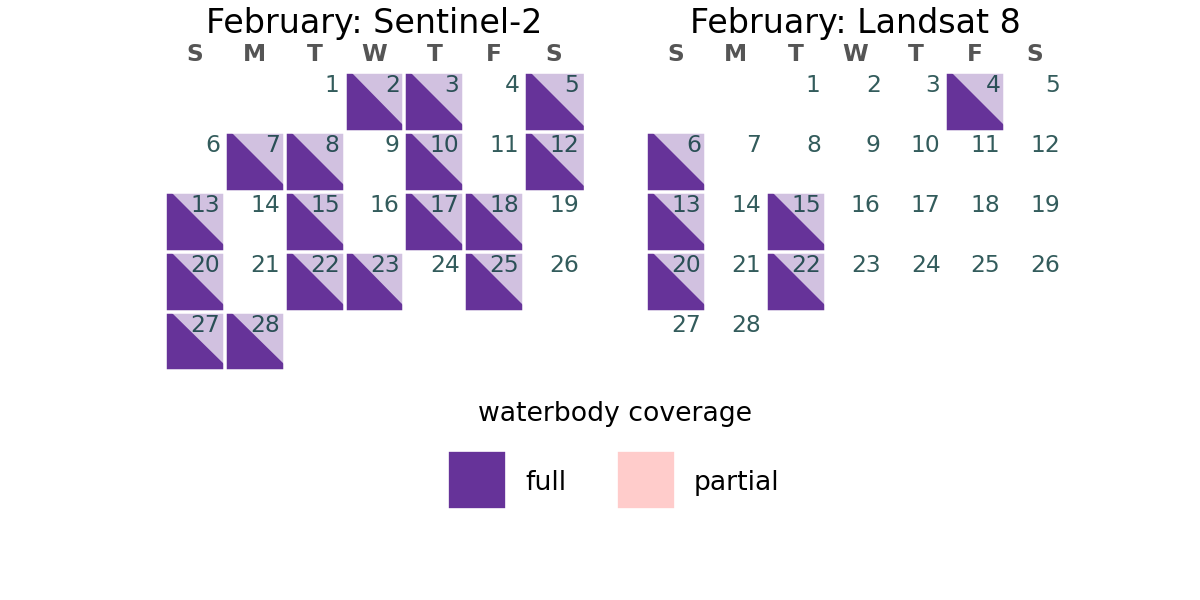 February: Sentinel-2
S M T W T F S
1 2 3 4 5
6 7 8 9 10 11 12
13 14 15 16 17 18 19
20 21 22 23 24 25 26
27 28
February: Landsat 8
S M T W T F S
1 2 3 4 5
6 7 8 9 10 11 12
13 14 15 16 17 18 19
20 21 22 23 24 25 26
27 28
waterbody coverage
full partial